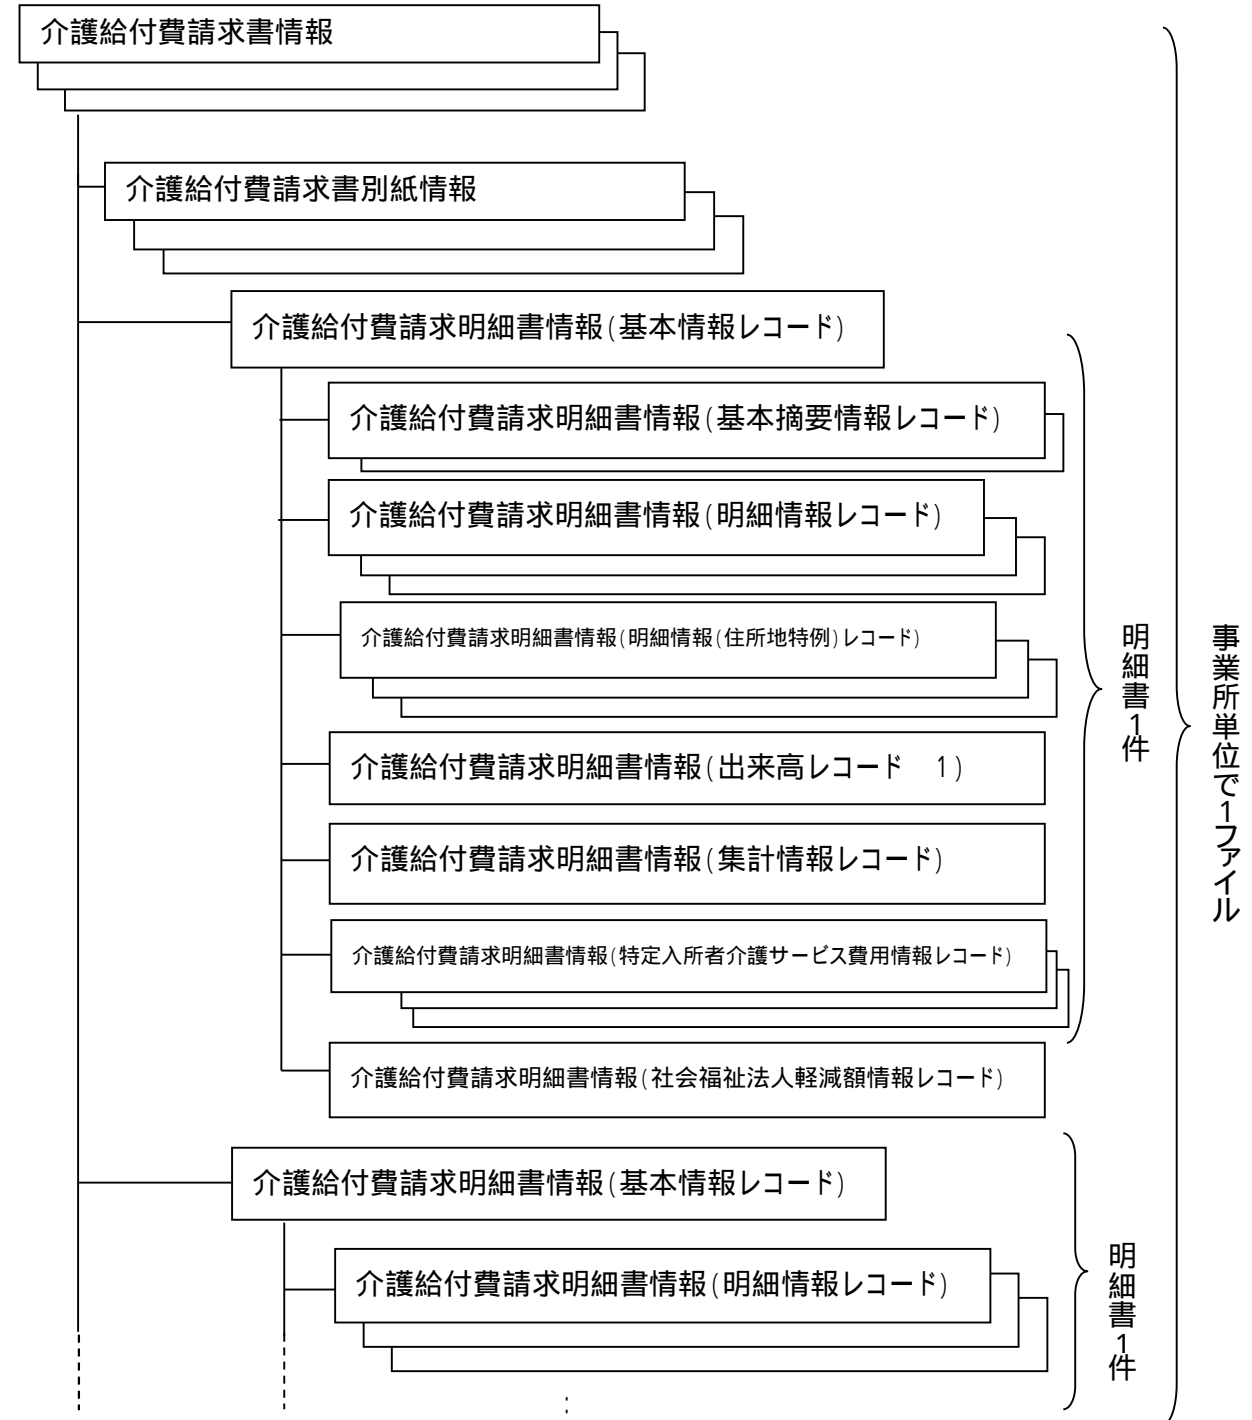 介護給付費請求書情報
介護給付費請求書別紙情報
介護給付費請求明細書情報(基本情報レコード)
介護給付費請求明細書情報(基本摘要情報レコード)
介護給付費請求明細書情報(明細情報レコード)
介護給付費請求明細書情報(明細情報(住所地特例)レコード)
介護給付費請求明細書情報(出来高レコード　1)
介護給付費請求明細書情報(集計情報レコード)
介護給付費請求明細書情報(特定入所者介護サービス費用情報レコード)
介護給付費請求明細書情報(社会福祉法人軽減額情報レコード)
明細書1件
介護給付費請求明細書情報(基本情報レコード)
介護給付費請求明細書情報(明細情報レコード)
明細書1件
事業所単位で1ファイル